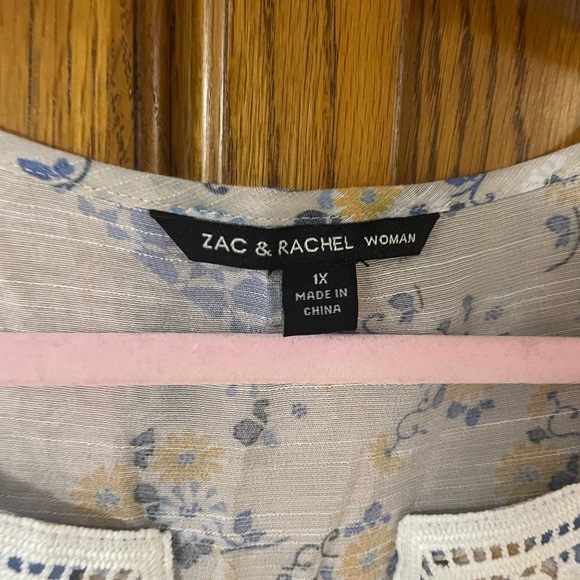 ZAC & RACHEL WOMAN
1X
MADE IN
CHINA